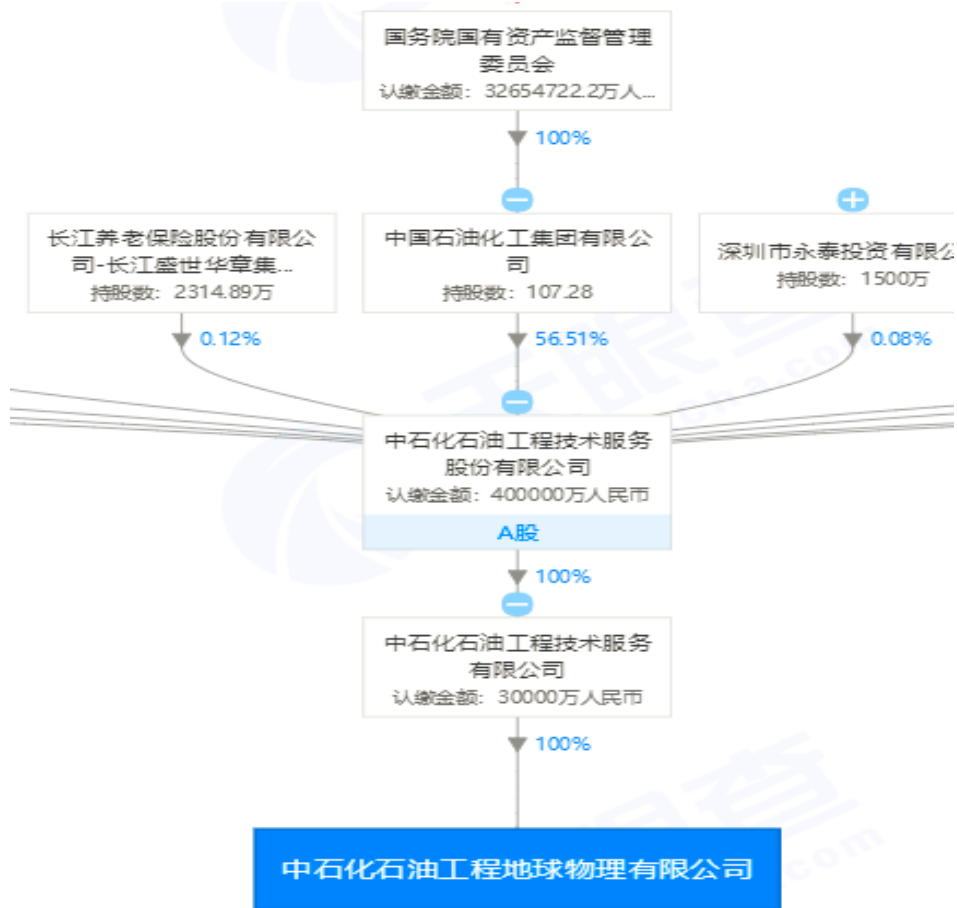 国务院国有资产监督管理
委员会
认缴金额：32654722.2万人...
100%
长江养老保险股份有限公
司-长江盛世华章集...
持股数：2314.89万
0.12%
中国石油化工集团有限公
司
持股数：107.28
56.51%
深圳市永泰投资有限公
持股数：1500万
0.08%
中石化石油工程技术服务
股份有限公司
认缴金额：400000万人民币
A股
100%
中石化石油工程技术服务
有限公司
认缴金额：30000万人民币
100%
中石化石油工程地球物理有限公司
天眼查